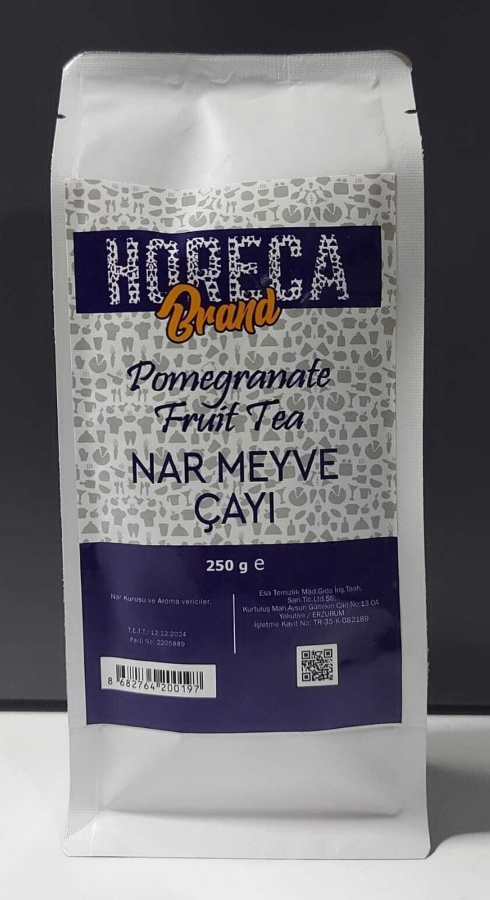 HORECA
Brand
Pomegranate
Fruit Tea
NAR MEYVE
ÇAYI
250 g e
Nar Kurusu ve Aroma vericiler.
T.E.T.T: 12.12.2024
Parti No: 2205889
8 682764 200197
Esa Temizlik Mad.Gıda İnş.Taah.
San.Tic.Ltd.Şti.
Kurtuluş Mah.Aysun Gültekin Cad.No:13 OA
Yakutiye / ERZURUM
İşletme Kayıt No: TR-35 K-082189